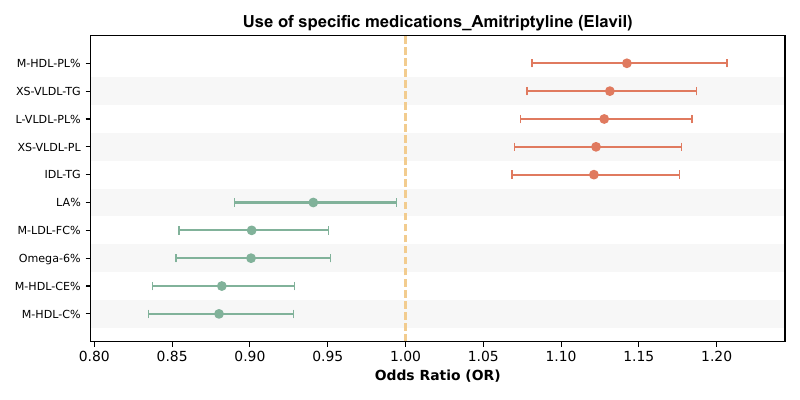 Use of specific medications_Amitriptyline (Elavil)
M-HDL-PL%
XS-VLDL-TG
L-VLDL-PL%
XS-VLDL-PL
IDL-TG
LA%
M-LDL-FC%
Omega-6%
M-HDL-CE%
M-HDL-C%
0.80 0.85 0.90 0.95 1.00 1.05 1.10 1.15 1.20
Odds Ratio (OR)